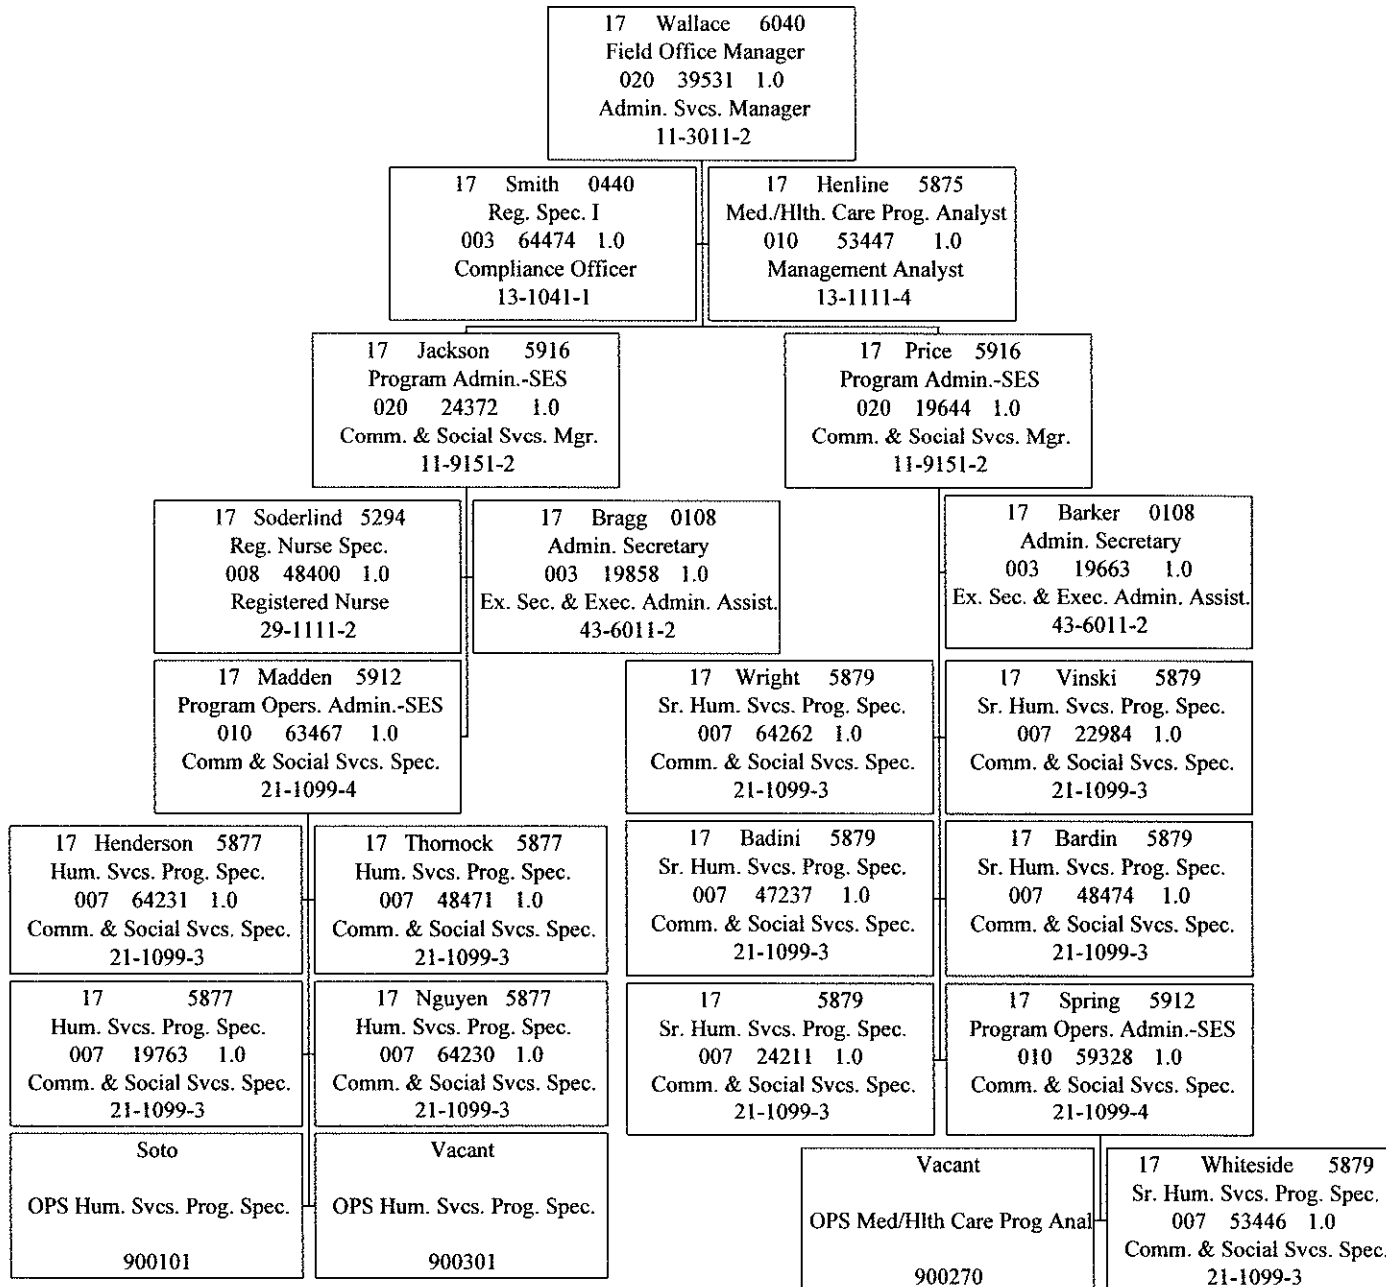 17 Wallace 6040
Field Office Manager
020 39531 1.0
Admin. Svcs. Manager
11-3011-2
17 Smith 0440
Reg. Spec. I
003 64474 1.0
Compliance Officer
13-1041-1
17 Henline 5875
Med./Hlth. Care Prog. Analyst
010 53447 1.0
Management Analyst
13-1111-4
17 Jackson 5916
Program Admin.-SES
020 24372 1.0
Comm. & Social Svcs. Mgr.
11-9151-2
17 Price 5916
Program Admin.-SES
020 19644 1.0
Comm. & Social Svcs. Mgr.
11-9151-2
17 Soderlind 5294
Reg. Nurse Spec.
008 48400 1.0
Registered Nurse
29-1111-2
17 Bragg 0108
Admin. Secretary
003 19858 1.0
Ex. Sec. & Exec. Admin. Assist.
43-6011-2
17 Barker 0108
Admin. Secretary
003 19663 1.0
Ex. Sec. & Exec. Admin. Assist.
43-6011-2
17 Madden 5912
Program Opers. Admin.-SES
010 63467 1.0
Comm & Social Svcs. Spec.
21-1099-4
17 Wright 5879
Sr. Hum. Svcs. Prog. Spec.
007 64262 1.0
Comm. & Social Svcs. Spec.
21-1099-3
17 Vinski 5879
Sr. Hum. Svcs. Prog. Spec.
007 22984 1.0
Comm. & Social Svcs. Spec.
21-1099-3
17 Henderson 5877
Hum. Svcs. Prog. Spec.
007 64231 1.0
Comm. & Social Svcs. Spec.
21-1099-3
17 Thornock 5877
Hum. Svcs. Prog. Spec.
007 48471 1.0
Comm. & Social Svcs. Spec.
21-1099-3
17 Badini 5879
Sr. Hum. Svcs. Prog. Spec.
007 47237 1.0
Comm. & Social Svcs. Spec.
21-1099-3
17 Bardin 5879
Sr. Hum. Svcs. Prog. Spec.
007 48474 1.0
Comm. & Social Svcs. Spec.
21-1099-3
17 5877
Hum. Svcs. Prog. Spec.
007 19763 1.0
Comm. & Social Svcs. Spec.
21-1099-3
17 Nguyen 5877
Hum. Svcs. Prog. Spec.
007 64230 1.0
Comm. & Social Svcs. Spec.
21-1099-3
17 5879
Sr. Hum. Svcs. Prog. Spec.
007 24211 1.0
Comm. & Social Svcs. Spec.
21-1099-3
17 Spring 5912
Program Opers. Admin.-SES
010 59328 1.0
Comm. & Social Svcs. Spec.
21-1099-4
Soto
OPS Hum. Svcs. Prog. Spec.
900101
Vacant
OPS Hum. Svcs. Prog. Spec.
900301
Vacant
OPS Med/Hlth Care Prog Anal
900270
17 Whiteside 5879
Sr. Hum. Svcs. Prog. Spec.
007 53446 1.0
Comm. & Social Svcs. Spec.
21-1099-3